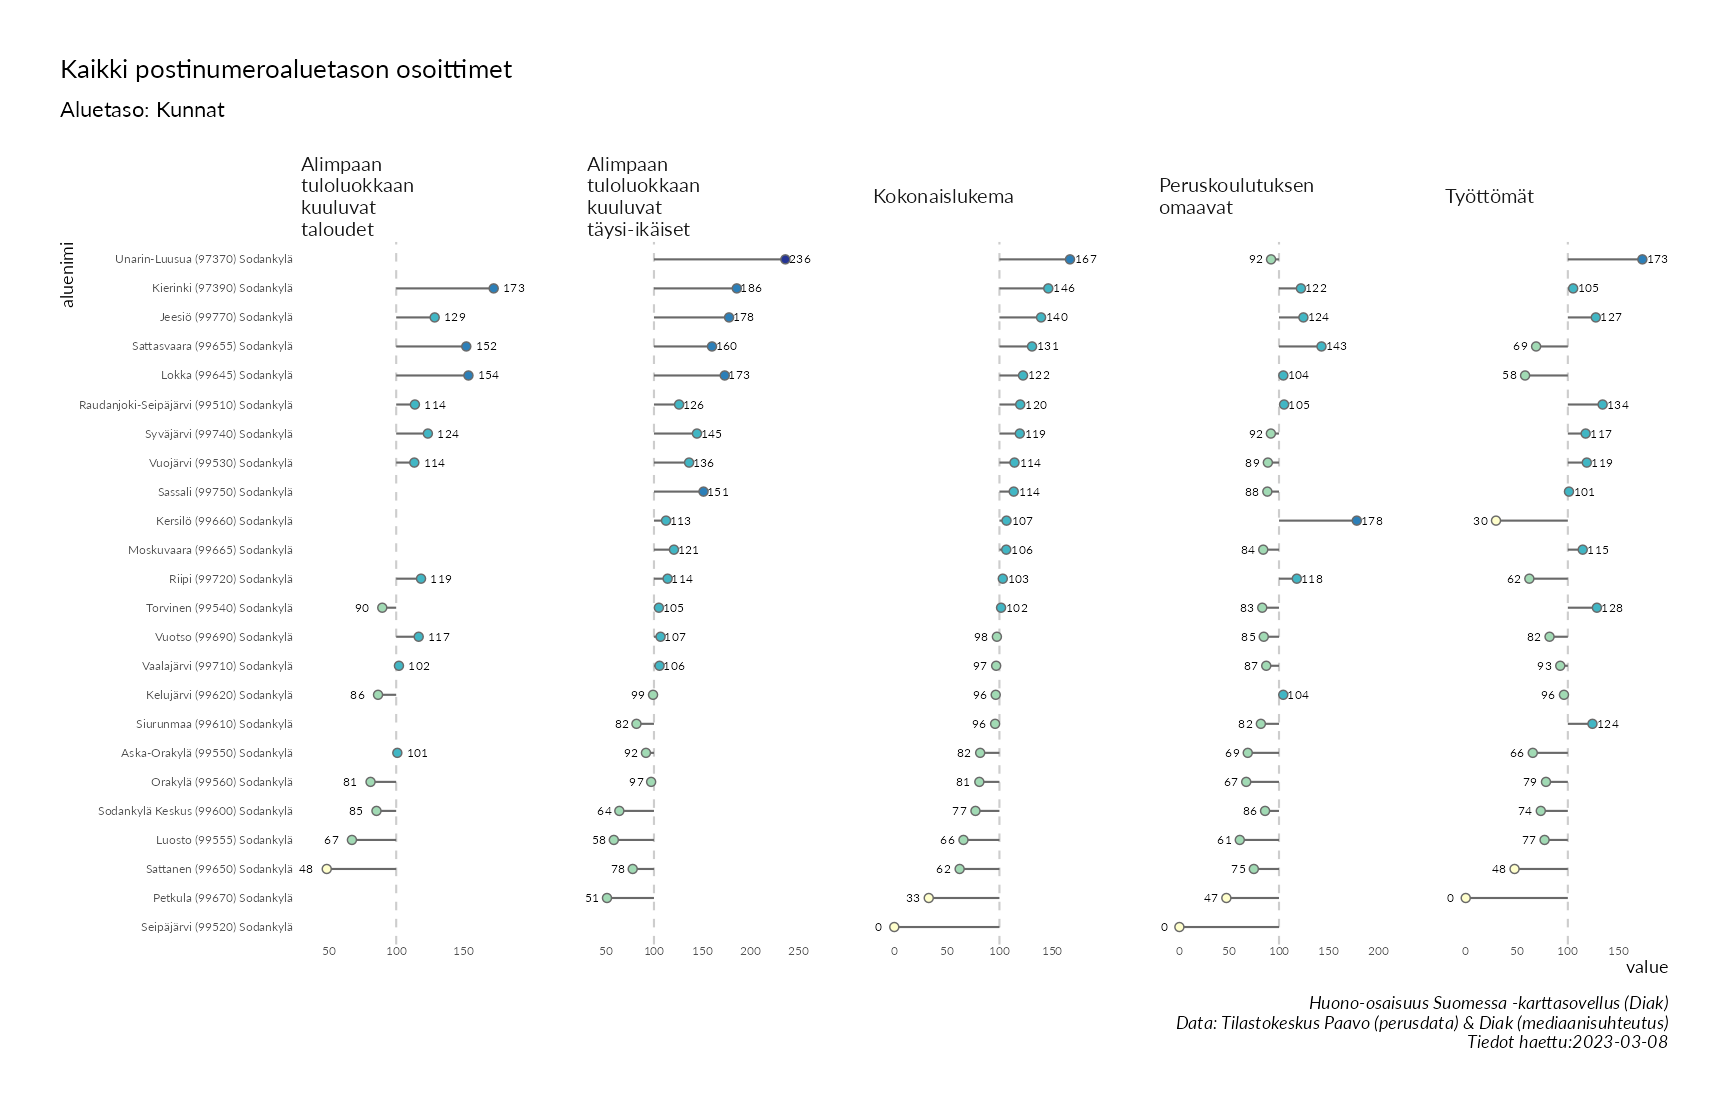 Kaikki postinumeroaluetason osoittimet
Aluetaso: Kunnat
Alimpaan
tuloluokkaan
kuuluvat
taloudet
Alimpaan
tuloluokkaan
kuuluvat
täysi-ikäiset
Kokonaislukema
Peruskoulutuksen
omaavat
Työttömät
aluenimi
Unarin-Luusua (97370) Sodankylä 236 167 92 173
Kierinki (97390) Sodankylä 173 186 146 122 105
Jeesiö (99770) Sodankylä 129 178 140 124 127
Sattasvaara (99655) Sodankylä 152 160 131 143 69
Lokka (99645) Sodankylä 154 173 122 104 58
Raudanjoki-Seipäjärvi (99510) Sodankylä 114 126 120 105 134
Syväjärvi (99740) Sodankylä 124 145 119 92 117
Vuojärvi (99530) Sodankylä 114 136 114 89 119
Sassali (99750) Sodankylä 151 114 88 101
Kersilö (99660) Sodankylä 113 107 178 30
Moskuvaara (99665) Sodankylä 121 106 84 115
Riipi (99720) Sodankylä 119 114 103 118 62
Torvinen (99540) Sodankylä 90 105 102 83 128
Vuotso (99690) Sodankylä 117 107 98 85 82
Vaalajärvi (99710) Sodankylä 102 106 97 87 93
Kelujärvi (99620) Sodankylä 86 99 96 104 96
Siurunmaa (99610) Sodankylä 82 96 82 124
Aska-Orakylä (99550) Sodankylä 101 92 82 69 66
Orakylä (99560) Sodankylä 81 97 81 67 79
Sodankylä Keskus (99600) Sodankylä 85 64 77 86 74
Luosto (99555) Sodankylä 67 58 66 61 77
Sattanen (99650) Sodankylä 48 78 62 75 48
Petkula (99670) Sodankylä 51 33 47 0
Seipäjärvi (99520) Sodankylä 0 0
50 100 150 50 100 150 200 250 0 50 100 150 0 50 100 150 200 0 50 100 150
value
Huono-osaisuus Suomessa -karttasovellus (Diak)
Data: Tilastokeskus Paavo (perusdata) & Diak (mediaanisuhteutus)
Tiedot haettu:2023-03-08